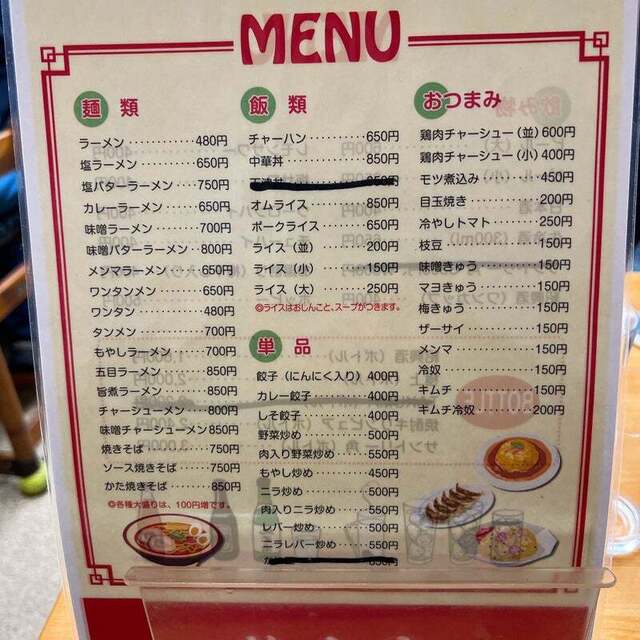 MENU
麺 類
ラーメン 480円
塩ラーメン 650円
塩バターラーメン 750円
カレーラーメン 650円
味噌ラーメン 700円
味噌バターラーメン 800円
メンマラーメン 650円
ワンタンメン 650円
ワンタン 480円
タンメン 700円
もやしラーメン 700円
五目ラーメン 850円
旨煮ラーメン 850円
チャーシューメン 800円
味噌チャーシューメン 850円
焼きそば 750円
ソース焼きそば 750円
かた焼きそば 850円
◎各種大盛りは、100円増です。
飯 類
チャーハン 650円
中華丼 850円
850円
オムライス 850円
ポークライス 650円
ライス（並） 200円
ライス（小） 150円
ライス（大） 250円
◎ライスはおしんこと、スープがつきます。
単 品
餃子（にんにく入り） 400円
カレー餃子 400円
しそ餃子 400円
野菜炒め 500円
肉入り野菜炒め 550円
もやし炒め 450円
ニラ炒め 500円
肉入りニラ炒め 550円
レバー炒め 500円
ニラレバー炒め 550円
850円
おつまみ
鶏肉チャーシュー（並） 600円
鶏肉チャーシュー（小） 400円
モツ煮込み 450円
目玉焼き 200円
冷やしトマト 250円
枝豆 150円
味噌きゅう 150円
マヨきゅう 150円
梅きゅう 150円
ザーサイ 150円
メンマ 150円
冷奴 150円
キムチ 150円
キムチ冷奴 200円